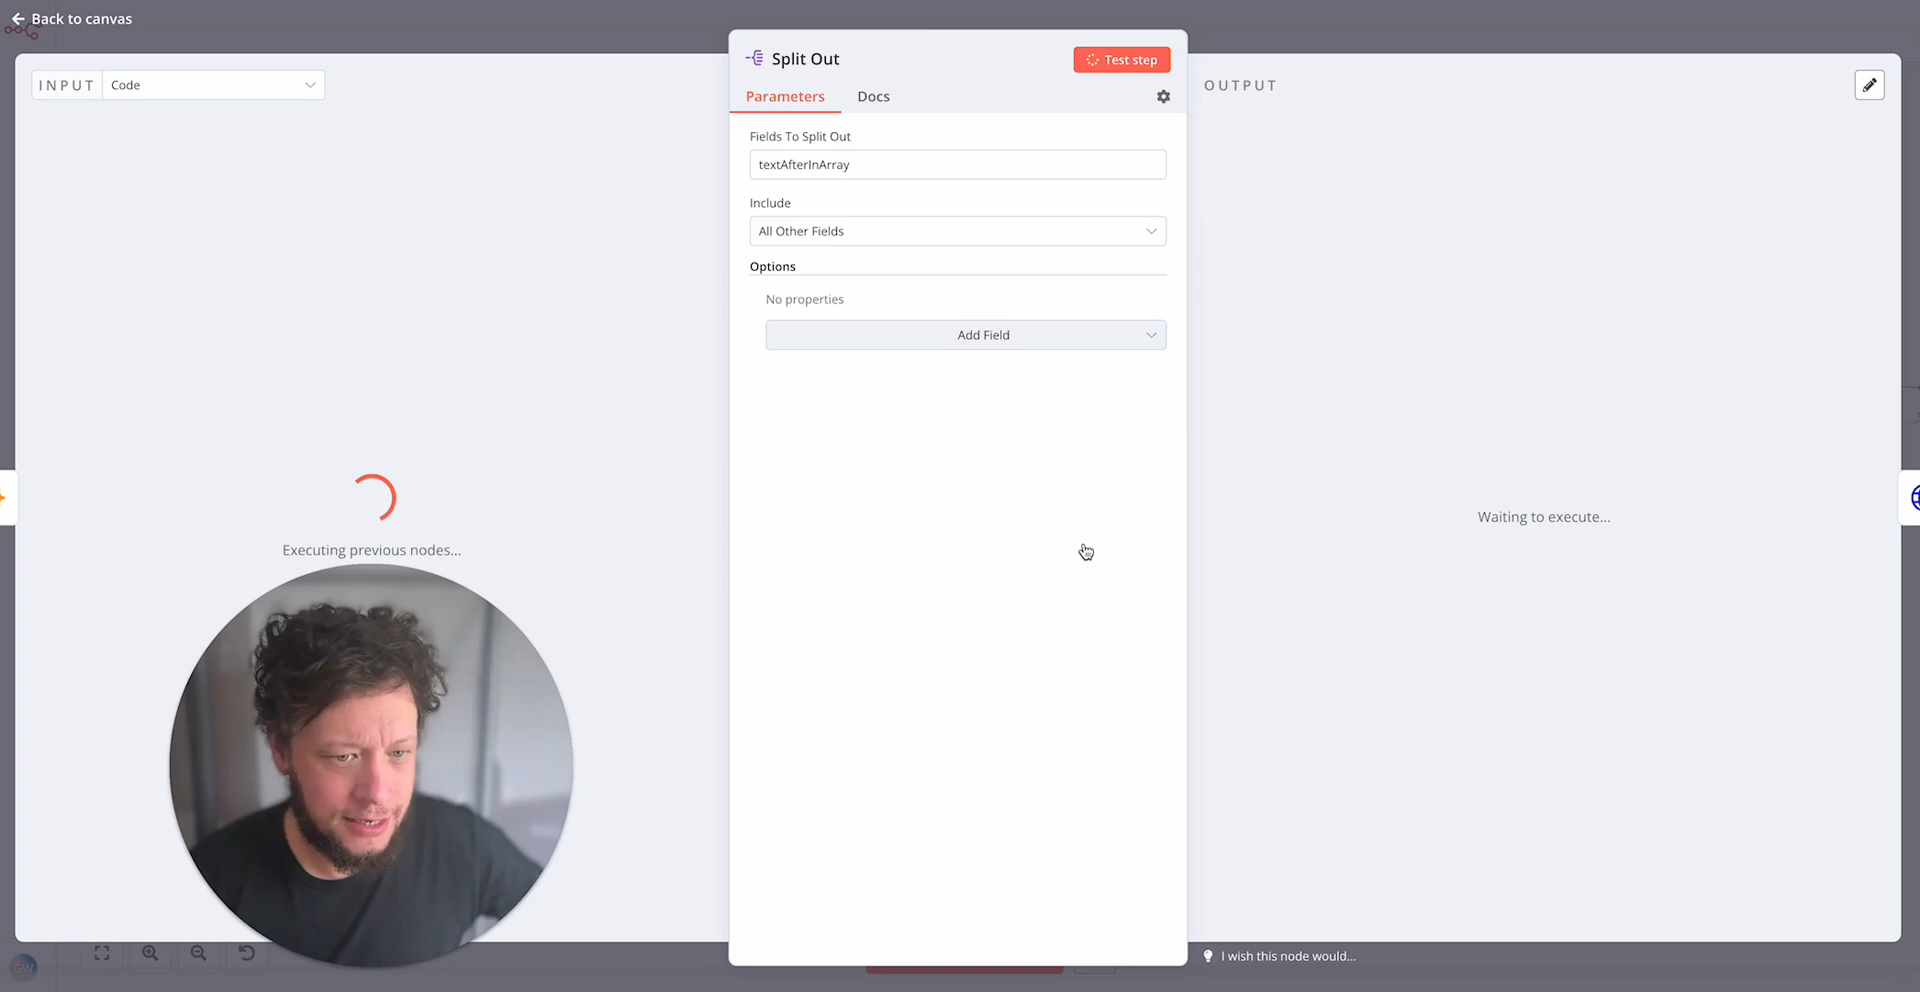 Back to canvas
INPUT Code
Split Out
Test step
Parameters Docs
OUTPUT
Fields To Split Out
textAfterInArray
Include
All Other Fields
Options
No properties
Add Field
Executing previous nodes...
Waiting to execute...
GW
I wish this node would...